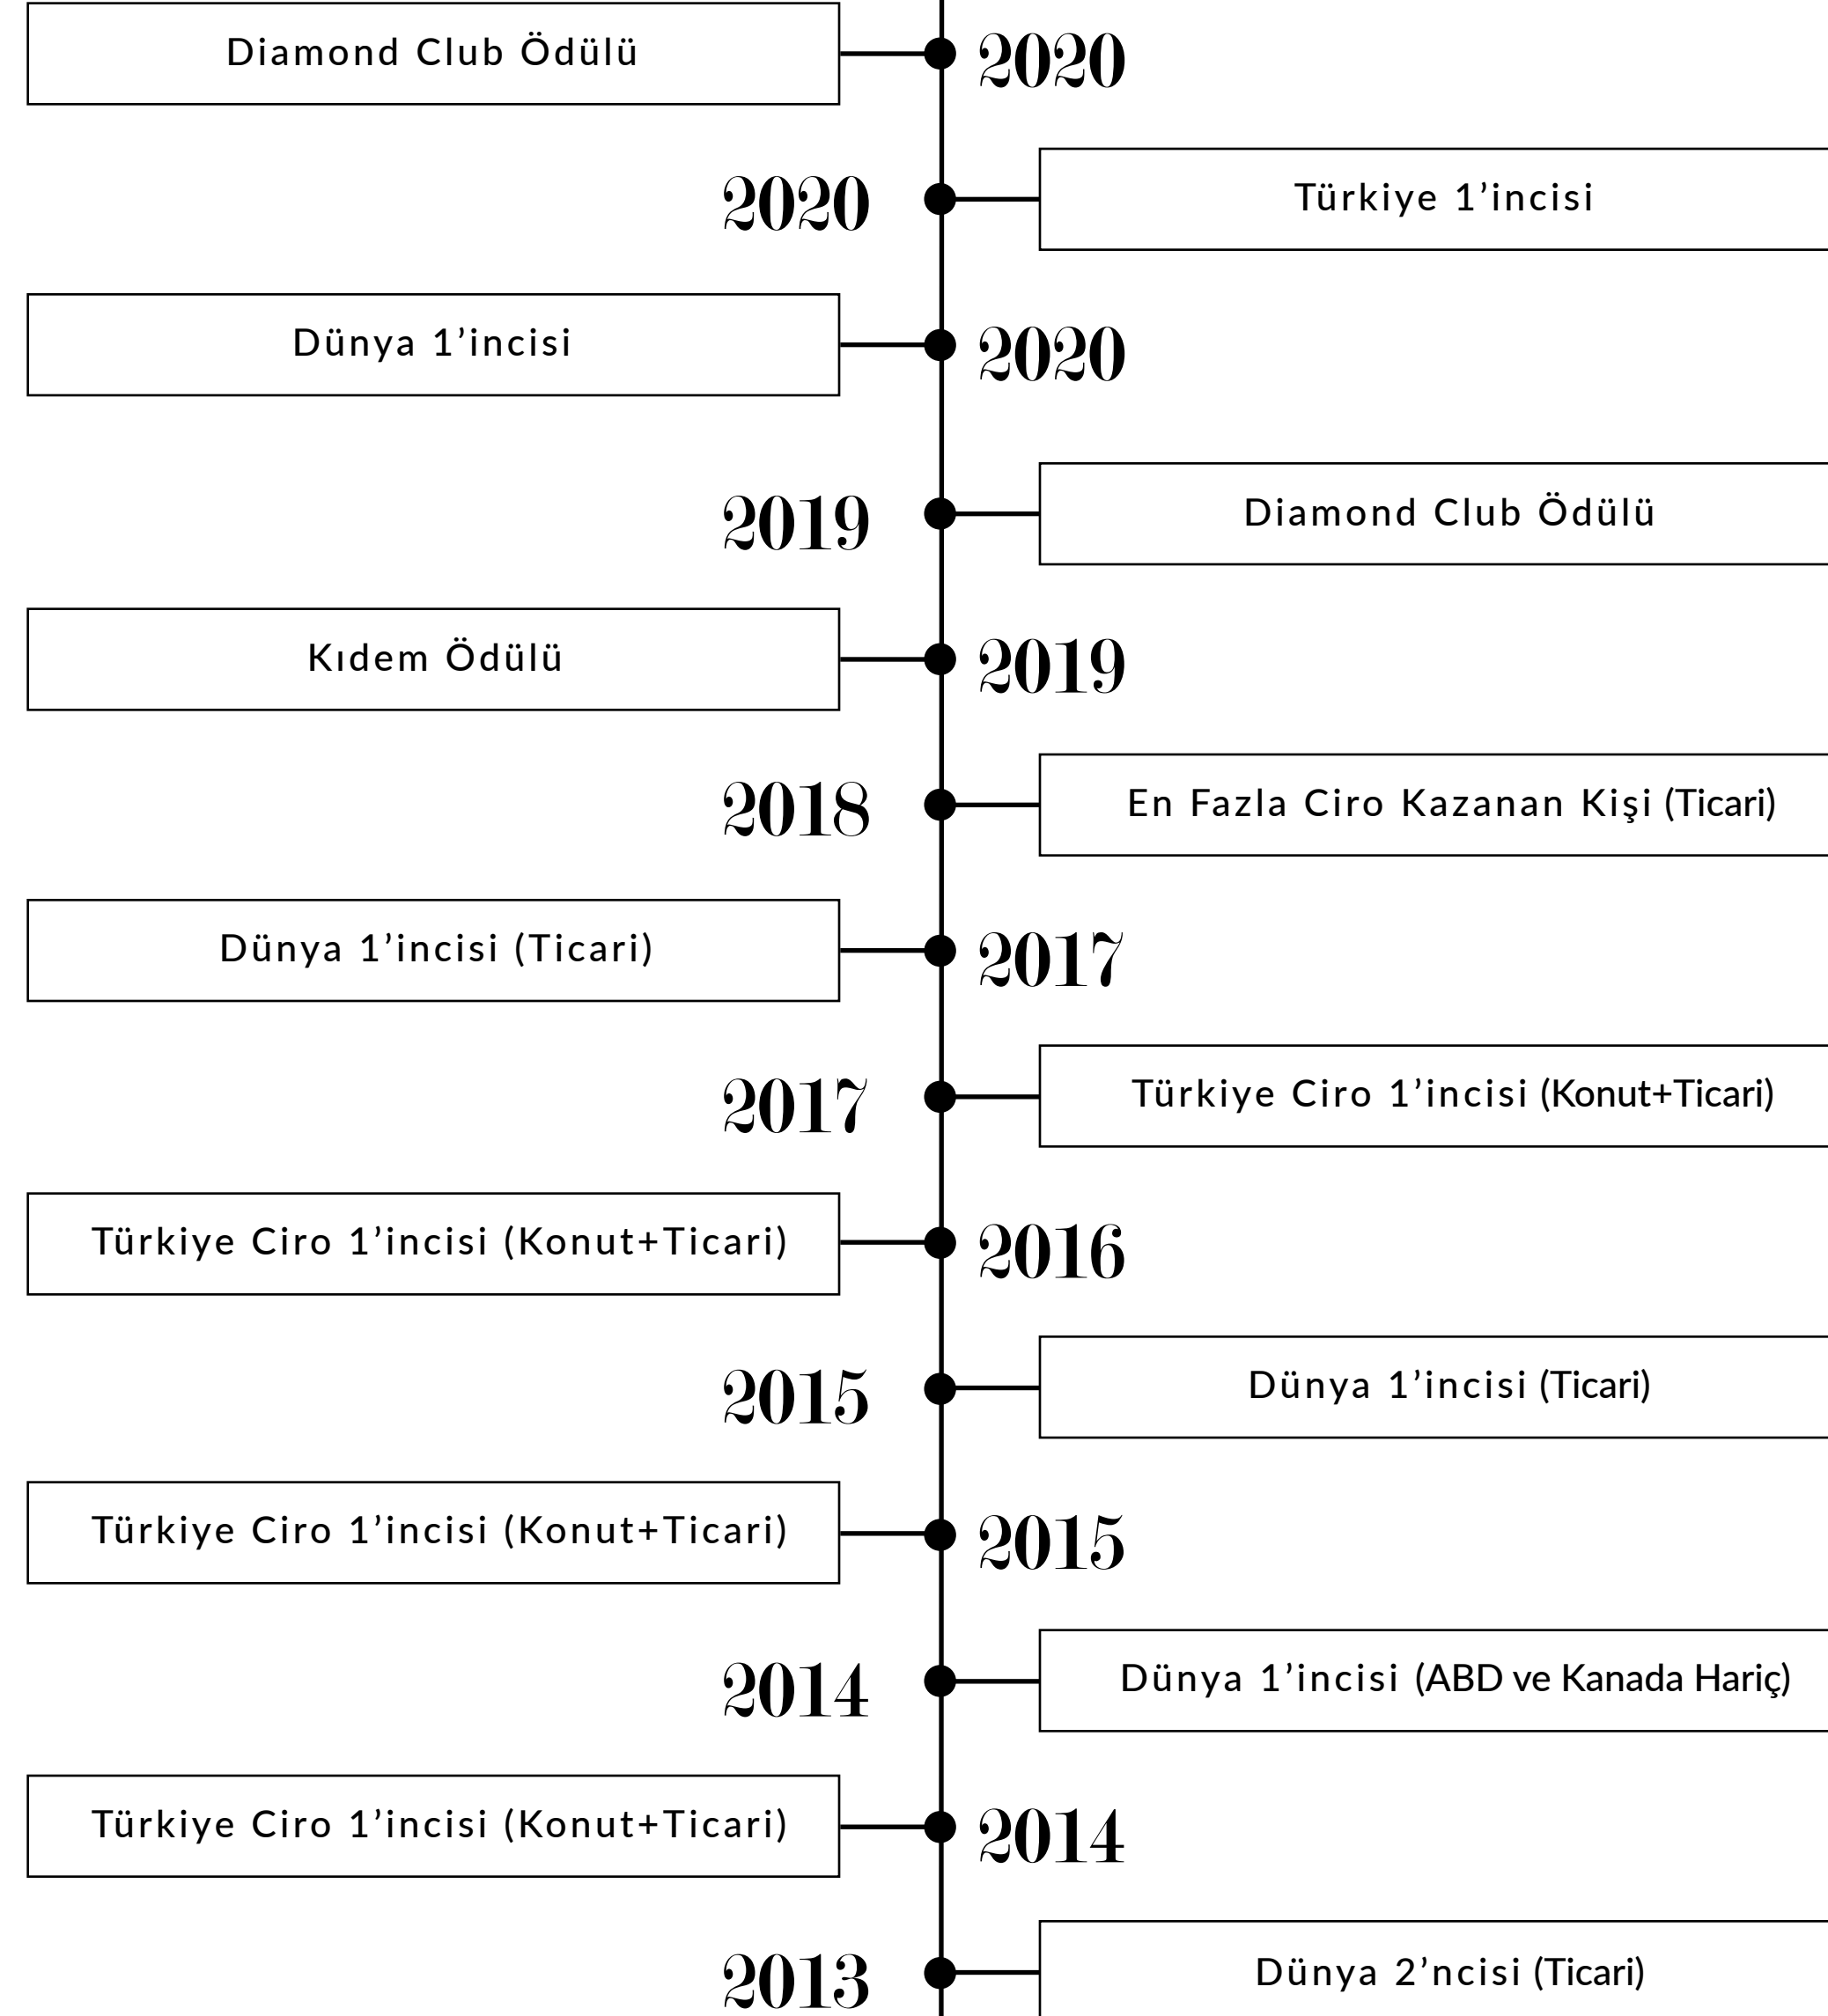 Diamond Club Ödülü
2020
2020
Türkiye 1’incisi
Dünya 1’incisi
2020
2019
Diamond Club Ödülü
Kıdem Ödülü
2019
2018
En Fazla Ciro Kazanan Kişi (Ticari)
Dünya 1’incisi (Ticari)
2017
2017
Türkiye Ciro 1’incisi (Konut+Ticari)
Türkiye Ciro 1’incisi (Konut+Ticari)
2016
2015
Dünya 1’incisi (Ticari)
Türkiye Ciro 1’incisi (Konut+Ticari)
2015
2014
Dünya 1’incisi (ABD ve Kanada Hariç)
Türkiye Ciro 1’incisi (Konut+Ticari)
2014
2013
Dünya 2’ncisi (Ticari)